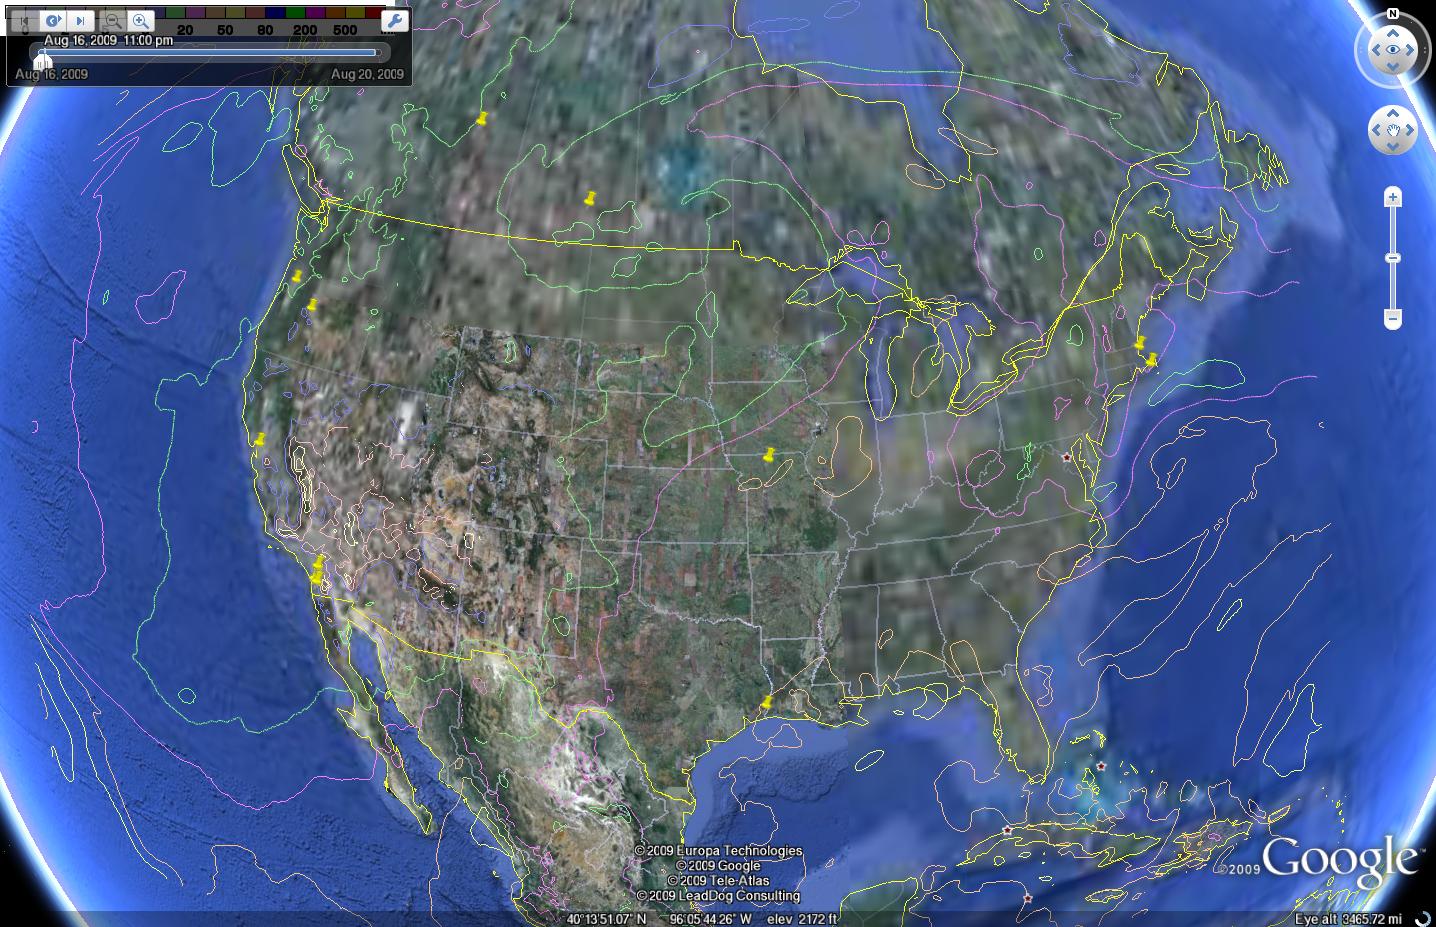 20 50 80 200 500
Aug 16, 2009 11:00 pm
Aug 16, 2009 Aug 20, 2009
N
© 2009 Europa Technologies
© 2009 Google
© 2009 Tele Atlas
© 2009 LeadDog Consulting
©2009 Google™
40°13'51.07" N 96°05'44.26" W elev 2172 ft Eye alt 3465.72 mi